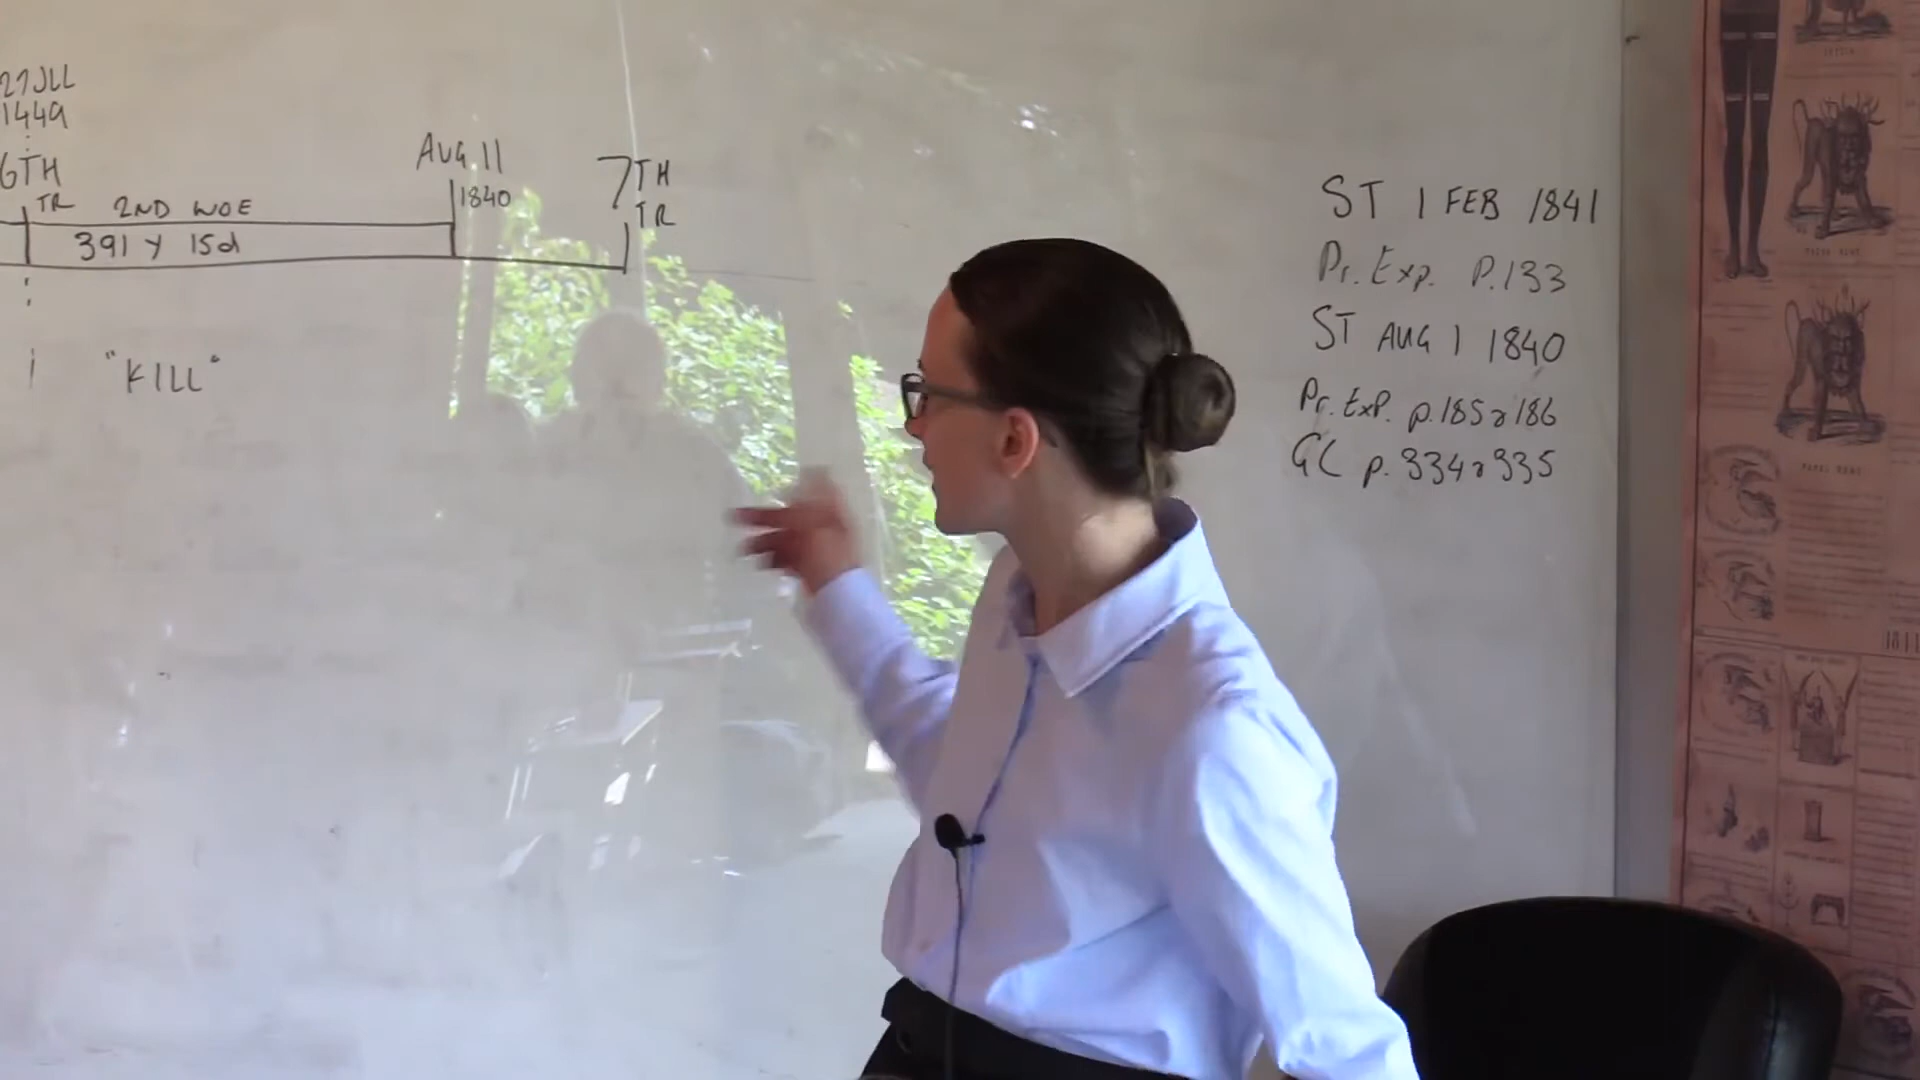 27 JUL
1449
6TH
TR
2ND WOE
391 Y 15d
AUG 11
1840
7TH
TR
"KILL"
ST 1 FEB 1841
Pr. Exp. P.133
ST AUG 1 1840
Pr. Exp. p.185 & 186
GC p. 334 & 335